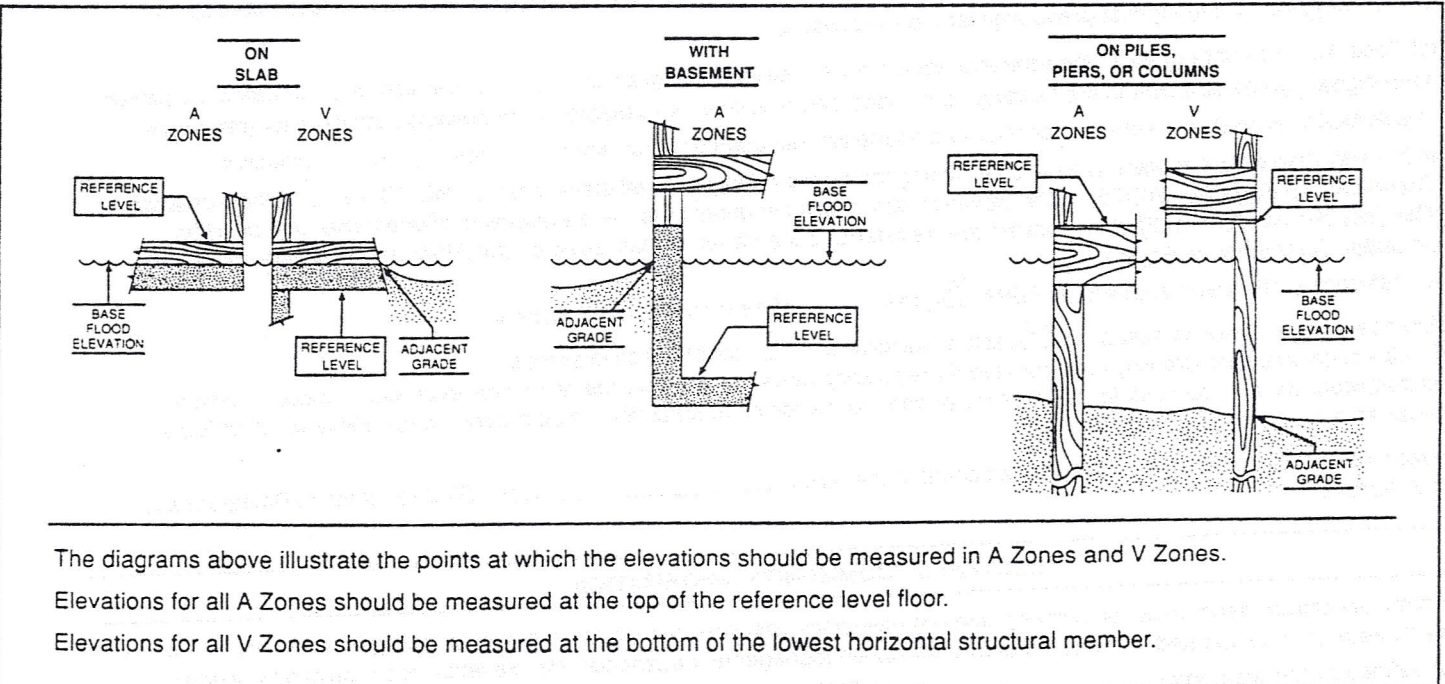 ON
SLAB
A
ZONES
V
ZONES
REFERENCE
LEVEL
BASE
FLOOD
ELEVATION
REFERENCE
LEVEL
ADJACENT
GRADE
WITH
BASEMENT
A
ZONES
BASE
FLOOD
ELEVATION
ADJACENT
GRADE
REFERENCE
LEVEL
ON PILES,
PIERS, OR COLUMNS
A
ZONES
V
ZONES
REFERENCE
LEVEL
REFERENCE
LEVEL
BASE
FLOOD
ELEVATION
ADJACENT
GRADE
The diagrams above illustrate the points at which the elevations should be measured in A Zones and V Zones.
Elevations for all A Zones should be measured at the top of the reference level floor.
Elevations for all V Zones should be measured at the bottom of the lowest horizontal structural member.